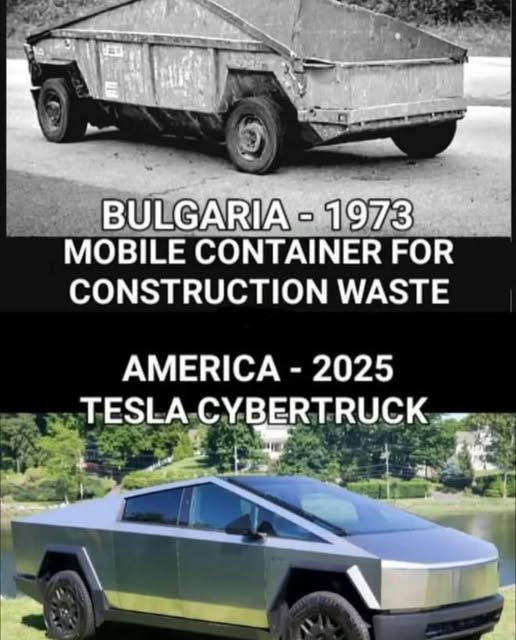 BULGARIA - 1973
MOBILE CONTAINER FOR
CONSTRUCTION WASTE
AMERICA - 2025
TESLA CYBERTRUCK